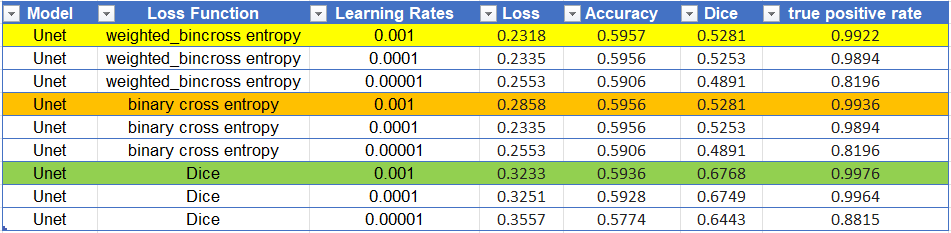 Model Loss Function Learning Rates Loss Accuracy Dice true positive rate
Unet weighted_bincross entropy 0.001 0.2318 0.5957 0.5281 0.9922
Unet weighted_bincross entropy 0.0001 0.2335 0.5956 0.5253 0.9894
Unet weighted_bincross entropy 0.00001 0.2553 0.5906 0.4891 0.8196
Unet binary cross entropy 0.001 0.2858 0.5956 0.5281 0.9936
Unet binary cross entropy 0.0001 0.2335 0.5956 0.5253 0.9894
Unet binary cross entropy 0.00001 0.2553 0.5906 0.4891 0.8196
Unet Dice 0.001 0.3233 0.5936 0.6768 0.9976
Unet Dice 0.0001 0.3251 0.5928 0.6749 0.9964
Unet Dice 0.00001 0.3557 0.5774 0.6443 0.8815